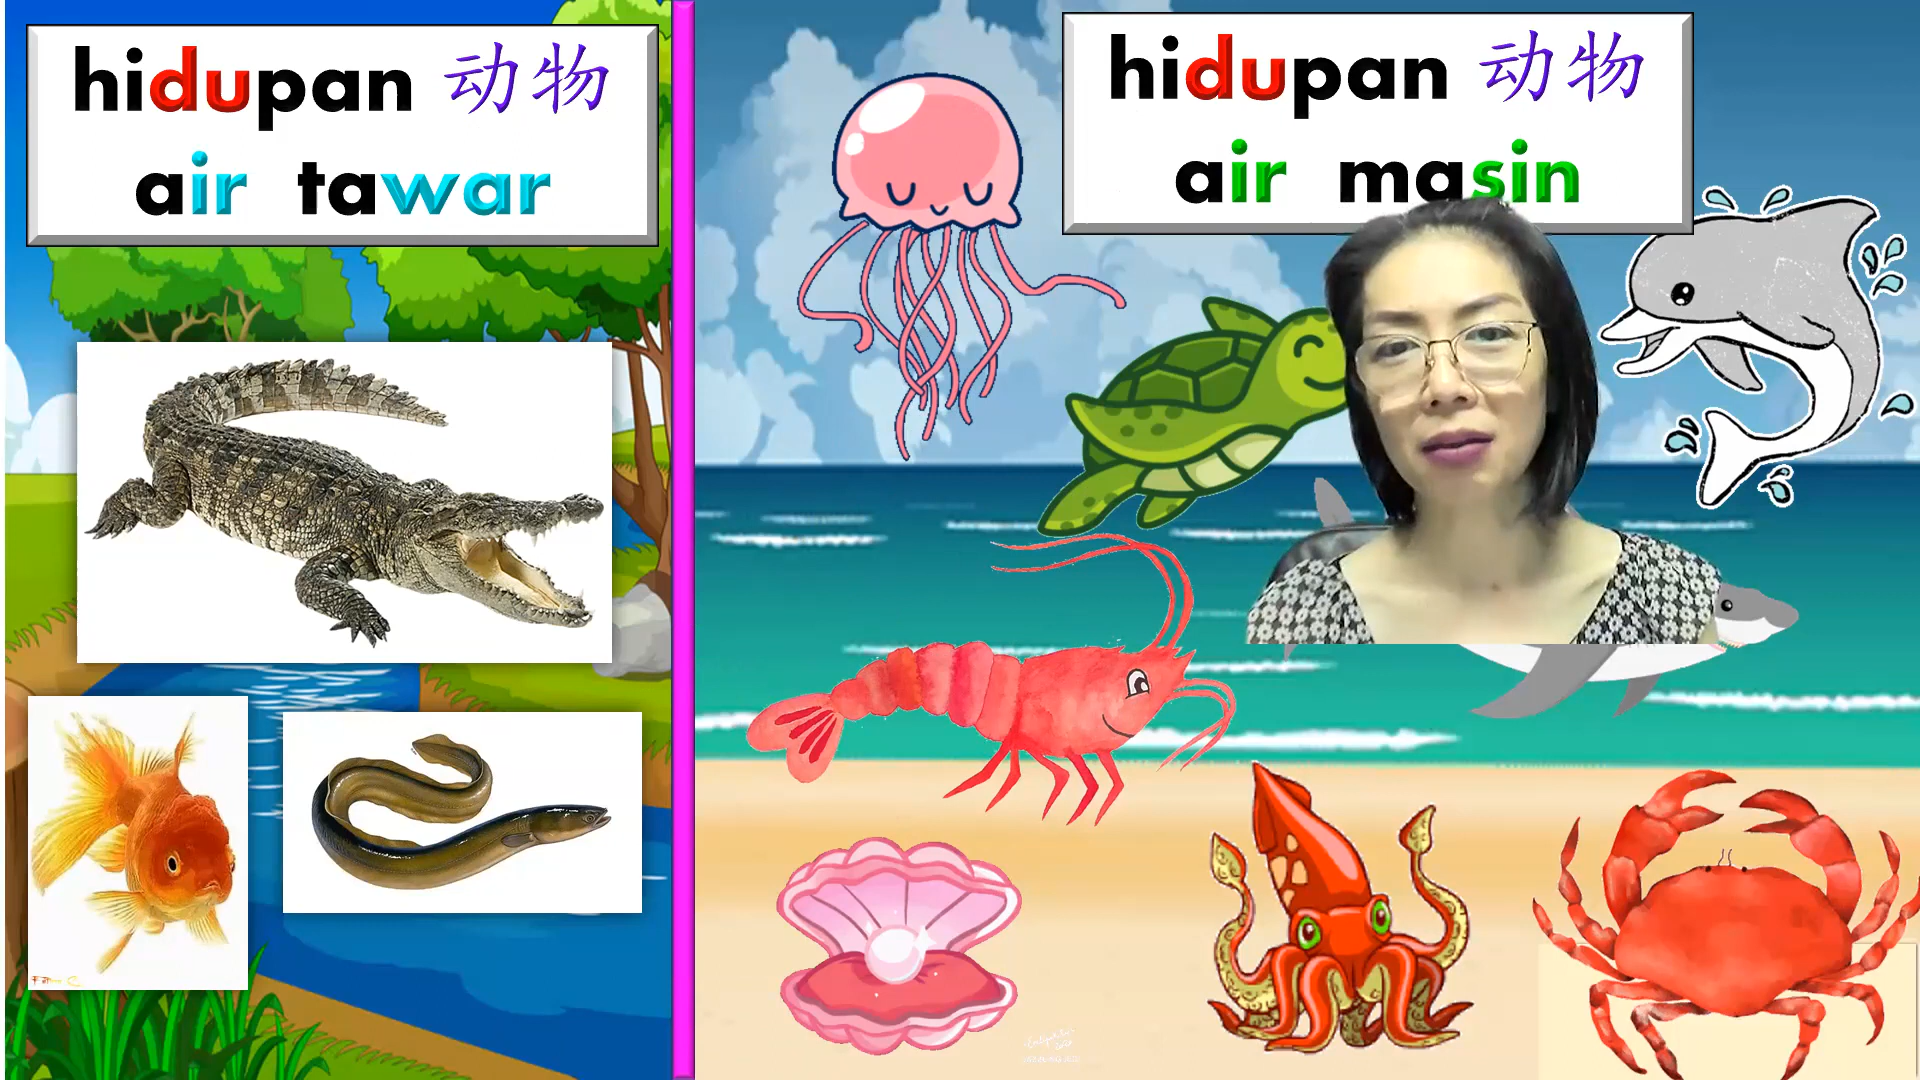 hidupan 动物
air tawar
hidupan 动物
air masin